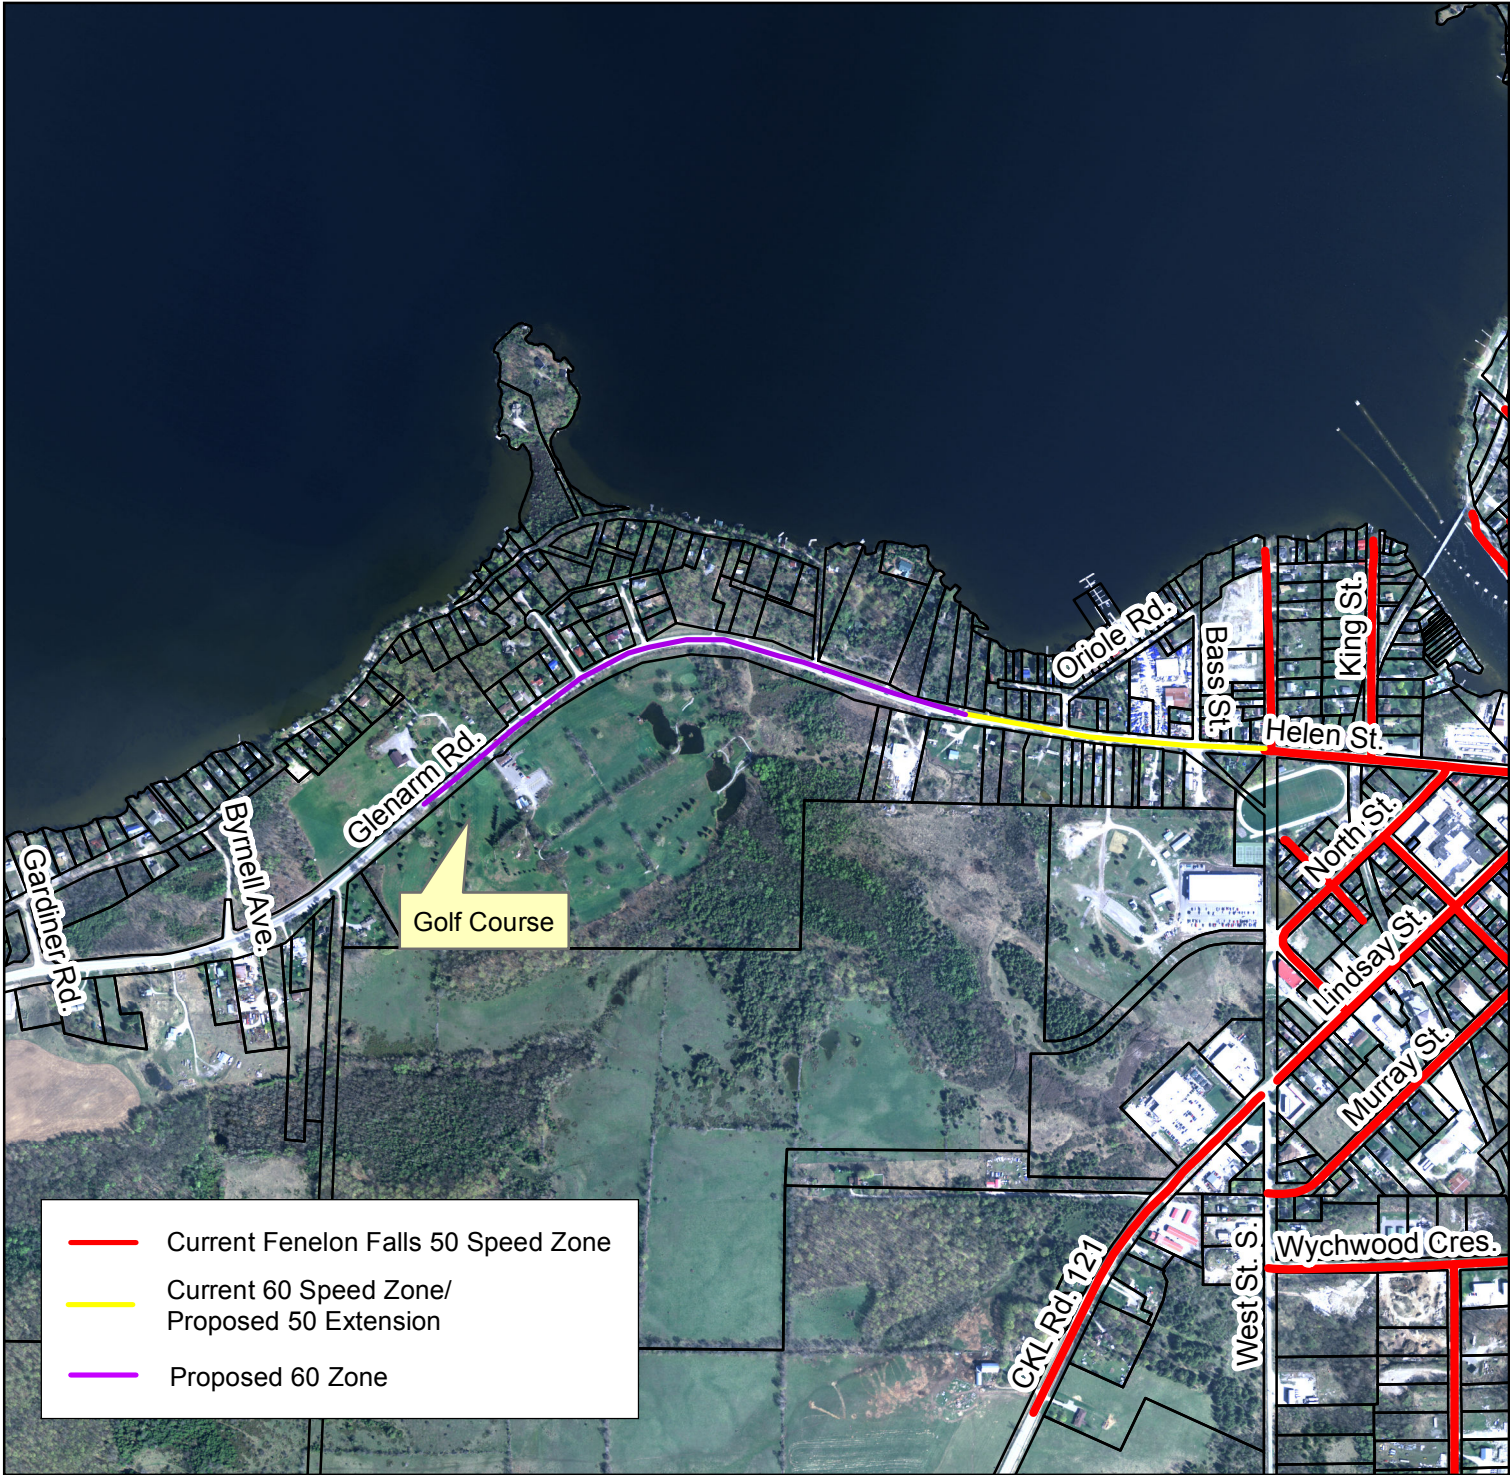 Oriole Rd.
Bass St.
King St.
Helen St.
Glenarm Rd.
Byrnell Ave.
Gardiner Rd.
Golf Course
North St.
Lindsay St.
Murray St.
Wychwood Cres.
West St. S.
CKL Rd. 121
Current Fenelon Falls 50 Speed Zone
Current 60 Speed Zone/
Proposed 50 Extension
Proposed 60 Zone